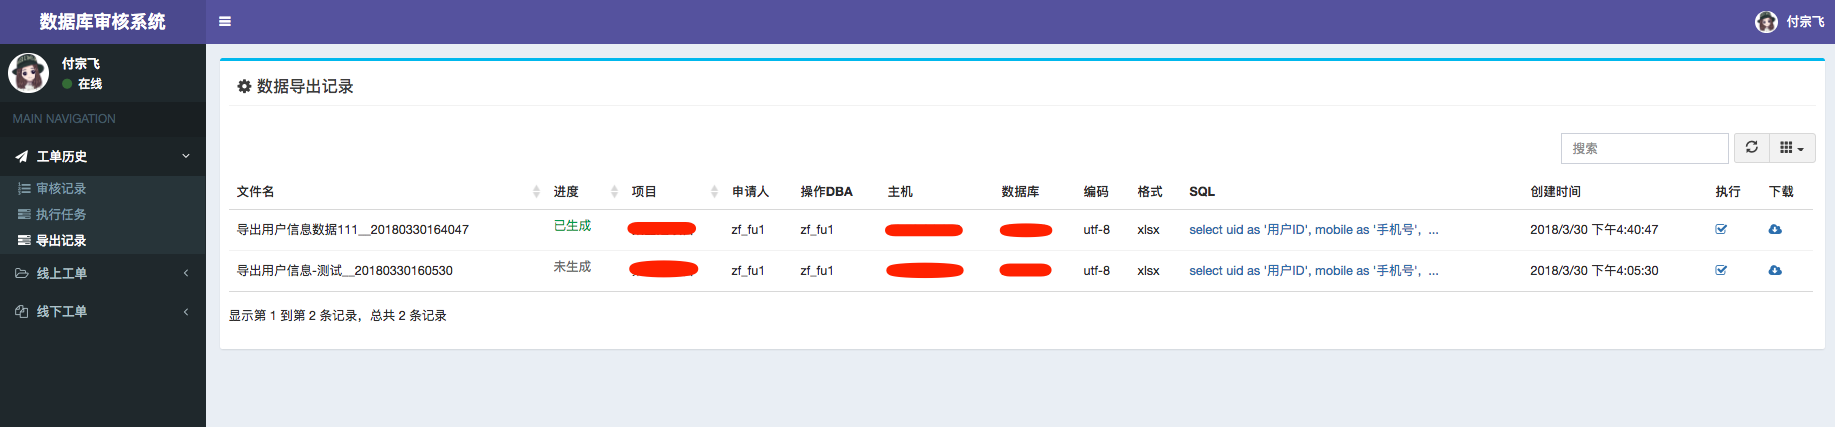 数据库审核系统
付宗飞
付宗飞
在线
MAIN NAVIGATION
工单历史
审核记录
执行任务
导出记录
线上工单
线下工单
数据导出记录
搜索
文件名 进度 项目 申请人 操作DBA 主机 数据库 编码 格式 SQL 创建时间 执行 下载
导出用户信息数据111__20180330164047 已生成 zf_fu1 zf_fu1 utf-8 xlsx select uid as '用户ID', mobile as '手机号', ... 2018/3/30 下午4:40:47
导出用户信息-测试__20180330160530 未生成 zf_fu1 zf_fu1 utf-8 xlsx select uid as '用户ID', mobile as '手机号', ... 2018/3/30 下午4:05:30
显示第 1 到第 2 条记录，总共 2 条记录